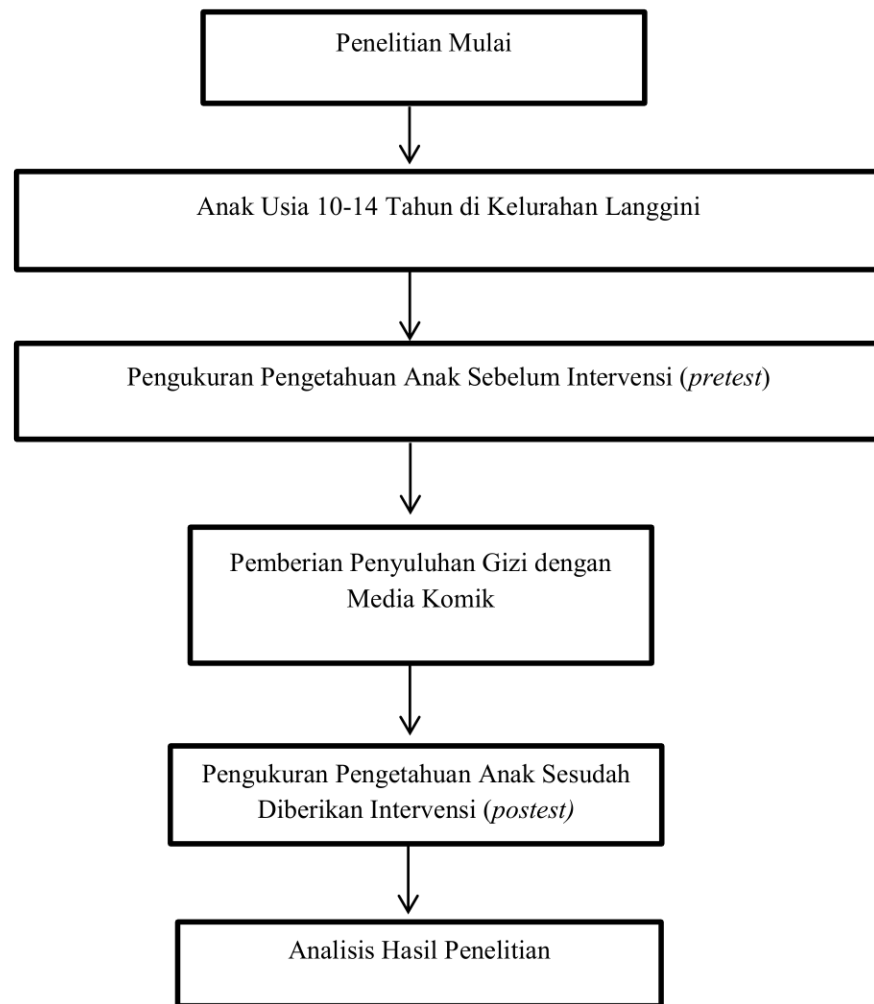 Penelitian Mulai
Anak Usia 10-14 Tahun di Kelurahan Langgini
Pengukuran Pengetahuan Anak Sebelum Intervensi (pretest)
Pemberian Penyuluhan Gizi dengan
Media Komik
Pengukuran Pengetahuan Anak Sesudah
Diberikan Intervensi (postest)
Analisis Hasil Penelitian